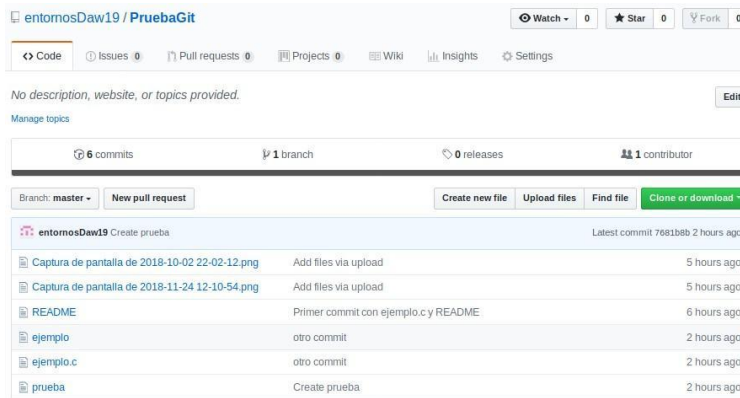 entornosDaw19 / PruebaGit Watch 0 Star 0 Fork 0
Code Issues 0 Pull requests 0 Projects 0 Wiki Insights Settings
No description, website, or topics provided. Edit
Manage topics
6 commits 1 branch 0 releases 1 contributor
Branch: master New pull request Create new file Upload files Find file Clone or download
entornosDaw19 Create prueba Latest commit 7681b8b 2 hours ago
Captura de pantalla de 2018-10-02 22-02-12.png Add files via upload 5 hours ago
Captura de pantalla de 2018-11-24 12-10-54.png Add files via upload 5 hours ago
README Primer commit con ejemplo.c y README 6 hours ago
ejemplo otro commit 2 hours ago
ejemplo.c otro commit 2 hours ago
prueba Create prueba 2 hours ago